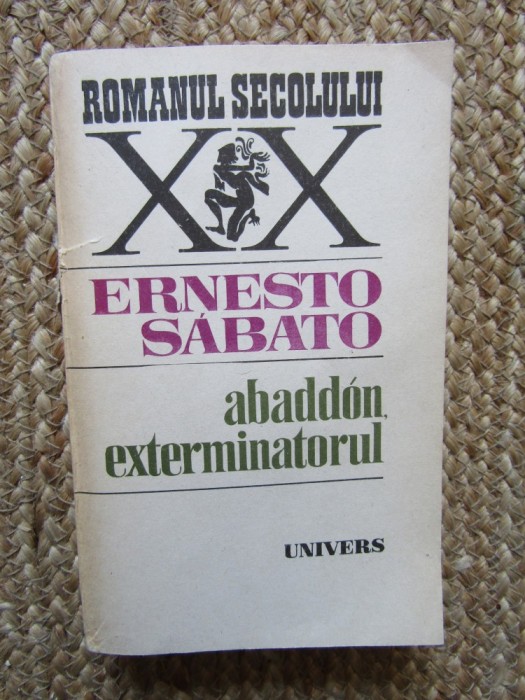 ROMANUL SECOLULUI
XX
ERNESTO
SÁBATO
abaddón,
exterminatorul
UNIVERS